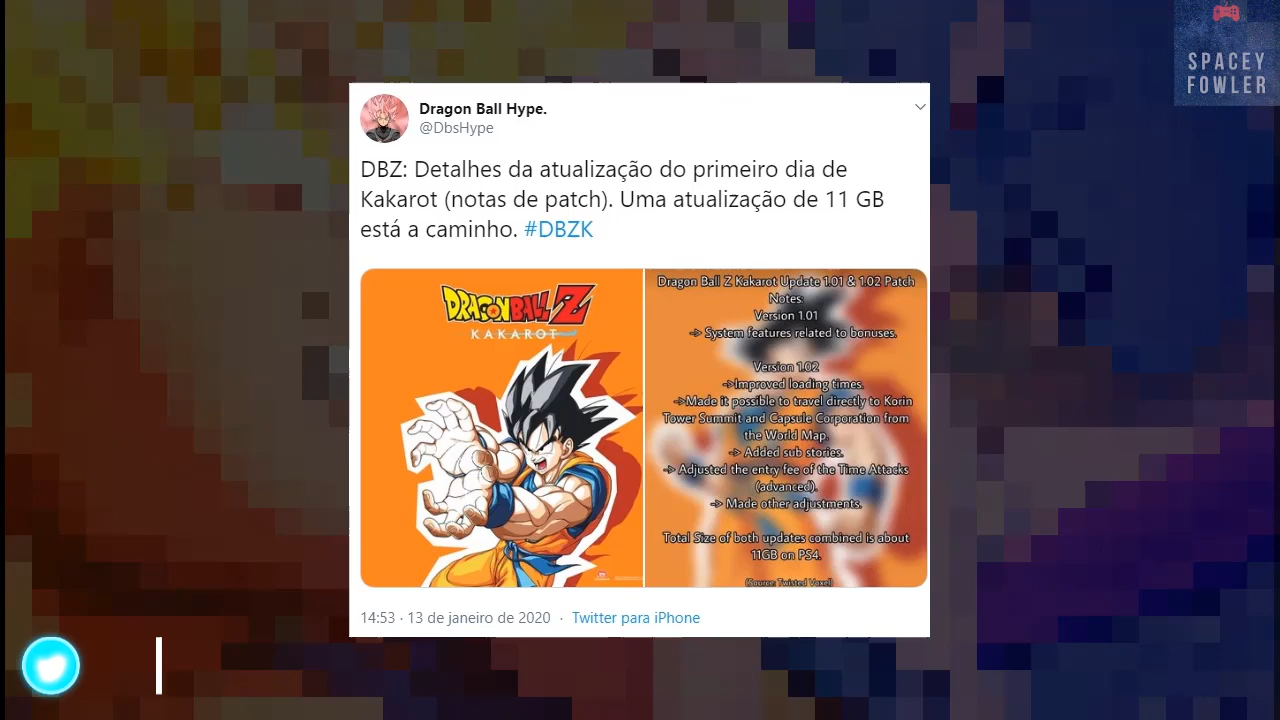 SPACEY
FOWLER
Dragon Ball Hype.
@DbsHype
DBZ: Detalhes da atualização do primeiro dia de
Kakarot (notas de patch). Uma atualização de 11 GB
está a caminho. #DBZK
DRAGON BALL Z
KAKAROT
Dragon Ball Z Kakarot Update 1.01 & 1.02 Patch
Notes:
Version 1.01
-> System features related to bonuses.
Version 1.02
->Improved loading times.
->Made it possible to travel directly to Korin
Tower Summit and Capsule Corporation from
the World Map.
-> Added sub stories.
-> Adjusted the entry fee of the Time Attacks
(advanced).
-> Made other adjustments.
Total Size of both updates combined is about
11GB on PS4.
(Source: Twisted Voxel)
14:53 · 13 de janeiro de 2020 · Twitter para iPhone